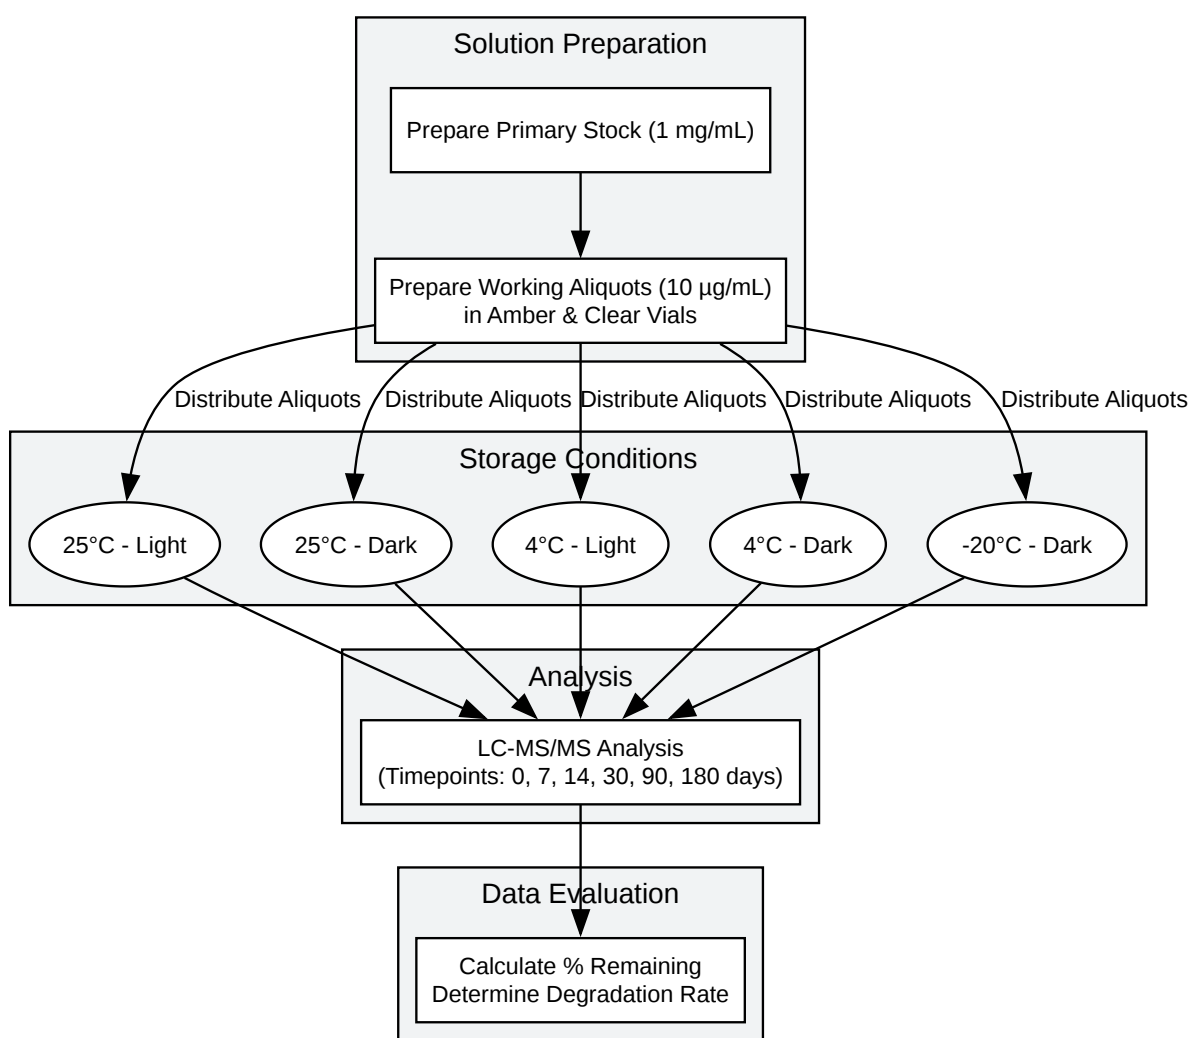 Solution Preparation
Prepare Primary Stock (1 mg/mL)
Prepare Working Aliquots (10 µg/mL)
in Amber & Clear Vials
Distribute Aliquots
Distribute Aliquots
Distribute Aliquots
Distribute Aliquots
Distribute Aliquots
Storage Conditions
25°C - Light
25°C - Dark
4°C - Light
4°C - Dark
-20°C - Dark
Analysis
LC-MS/MS Analysis
(Timepoints: 0, 7, 14, 30, 90, 180 days)
Data Evaluation
Calculate % Remaining
Determine Degradation Rate